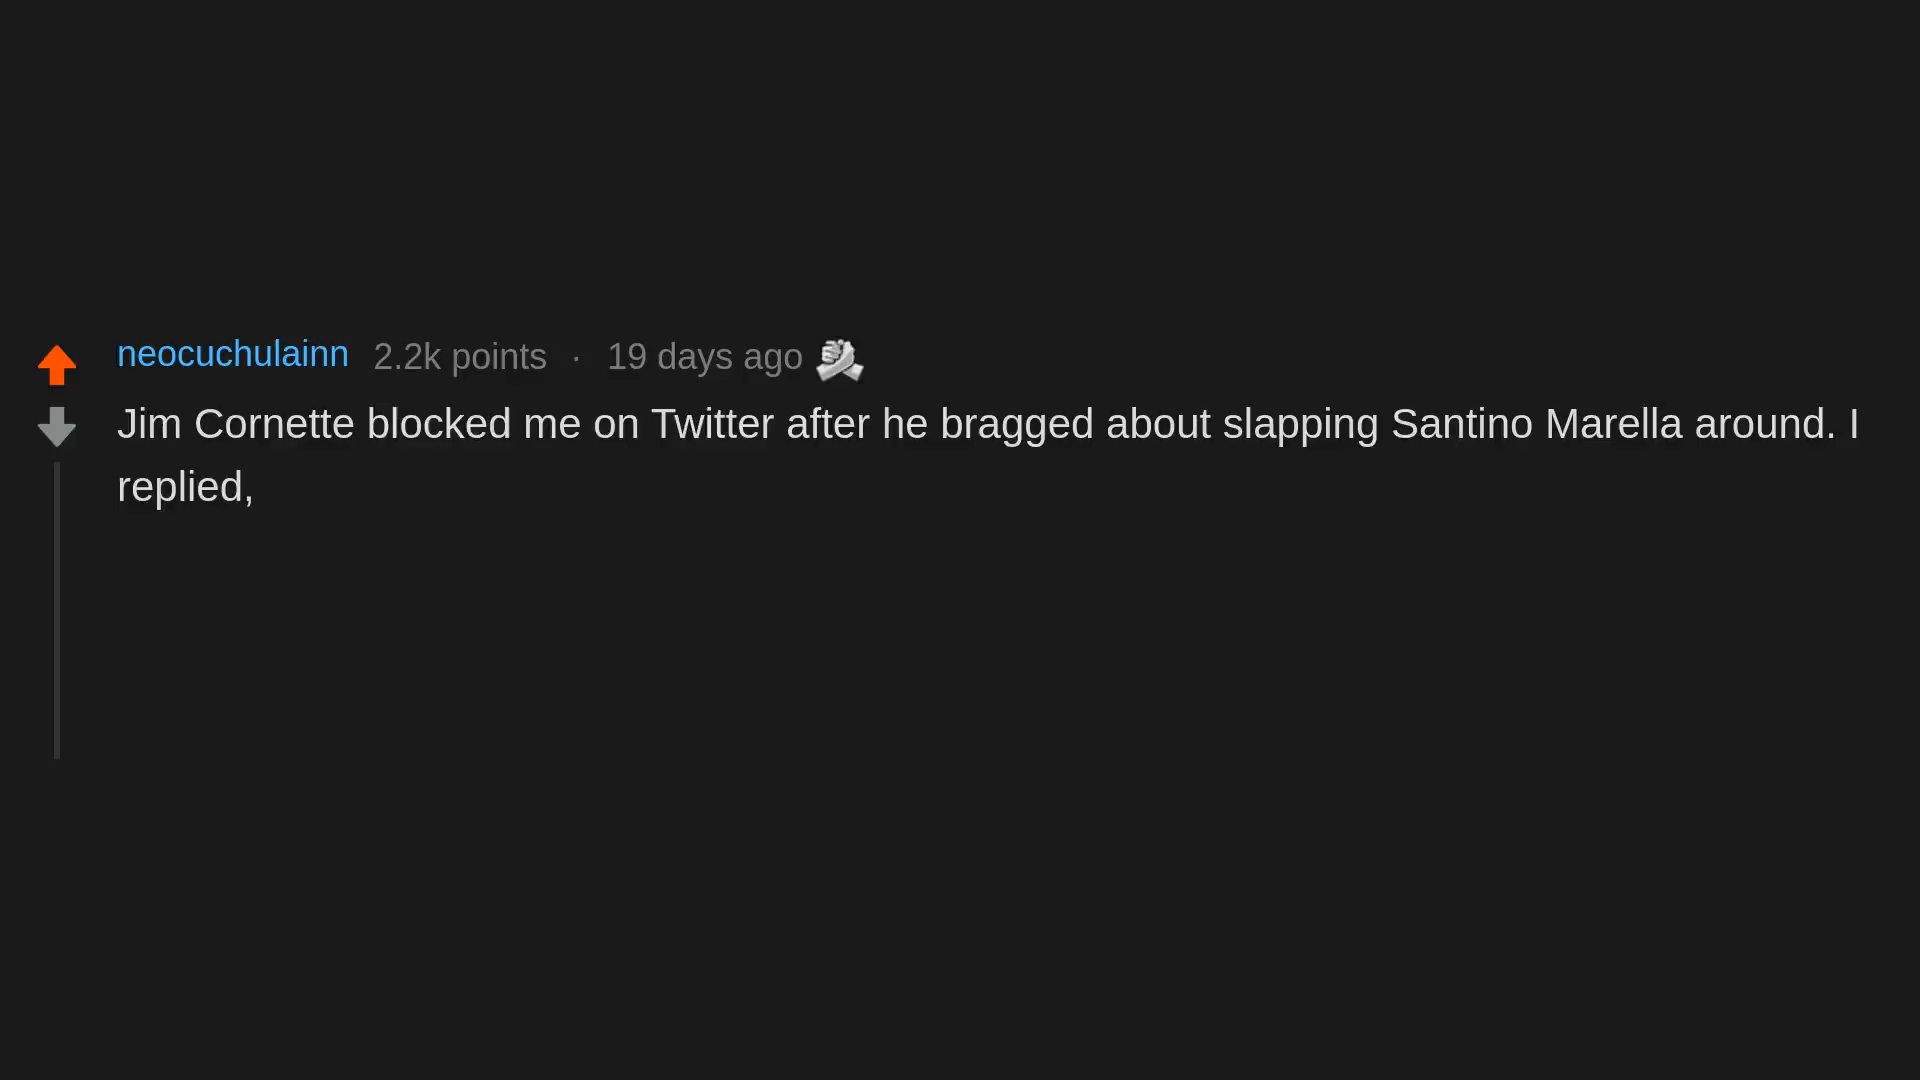 neocuchulainn 2.2k points · 19 days ago
Jim Cornette blocked me on Twitter after he bragged about slapping Santino Marella around. I
replied,